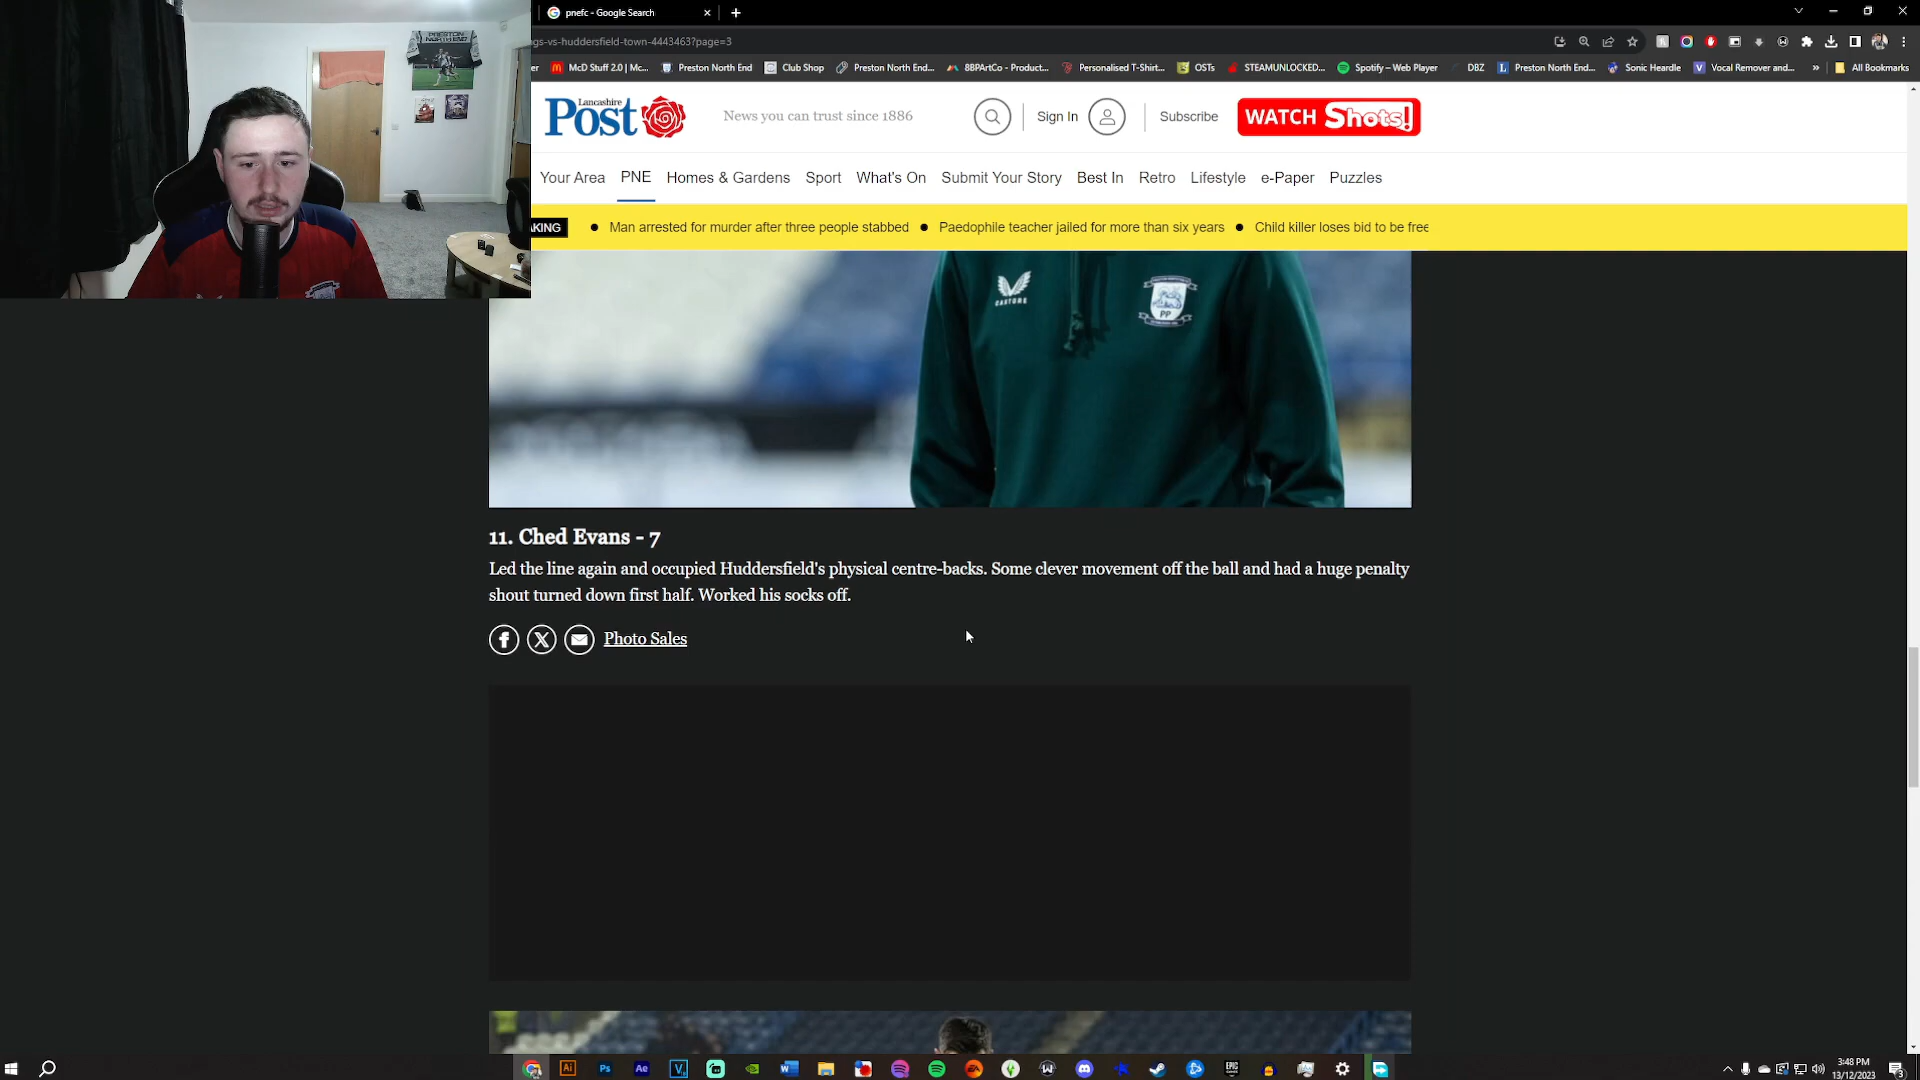 pnefc - Google Search
gs-vs-huddersfield-town-4443463?page=3
er McD Stuff 2.0 | Mc... Preston North End Club Shop Preston North End... 8BPArtCo - Product... Personalised T-Shirt... OSTs STEAMUNLOCKED... Spotify – Web Player DBZ Preston North End... Sonic Heardle Vocal Remover and... » All Bookmarks
PRESTON
NORTH END
Lancashire
Post
News you can trust since 1886
Sign In
Subscribe
WATCH Shots!
Your Area PNE Homes & Gardens Sport What's On Submit Your Story Best In Retro Lifestyle e-Paper Puzzles
AKING • Man arrested for murder after three people stabbed • Paedophile teacher jailed for more than six years • Child killer loses bid to be free
CASTORE
PP
11. Ched Evans - 7
Led the line again and occupied Huddersfield's physical centre-backs. Some clever movement off the ball and had a huge penalty
shout turned down first half. Worked his socks off.
Photo Sales
3:48 PM
13/12/2023